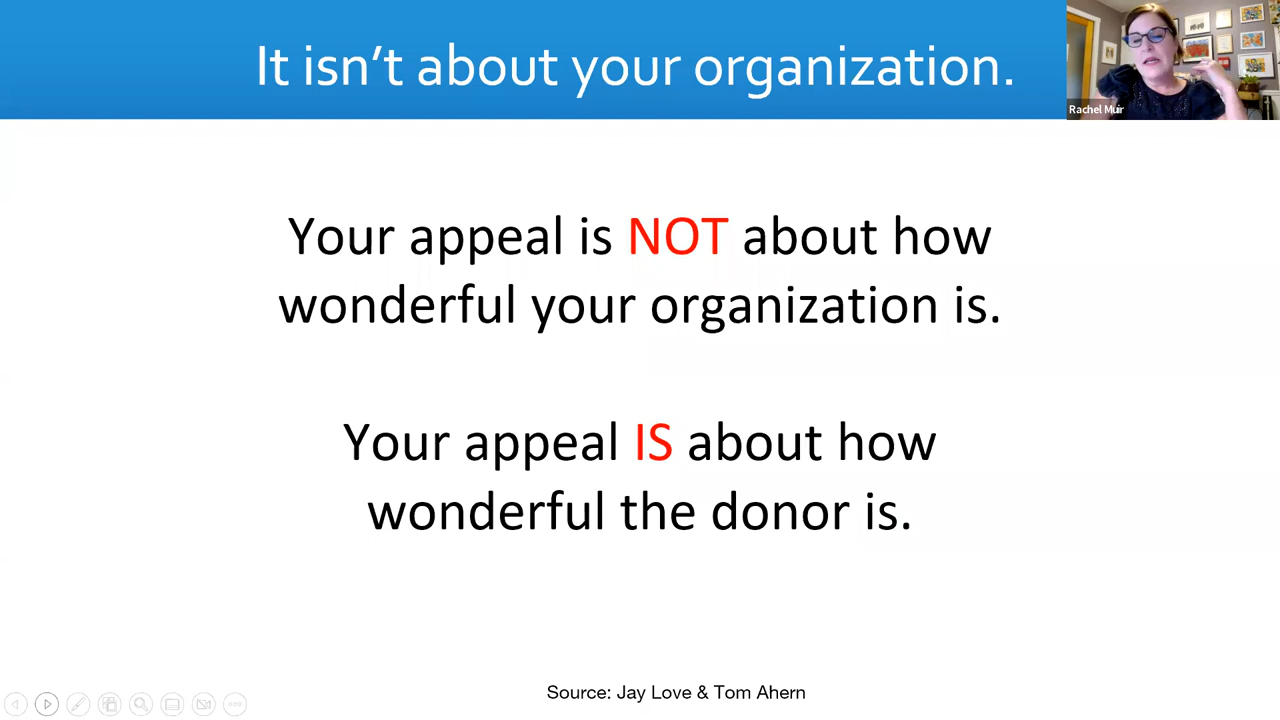 It isn’t about your organization.
Rachel Muir
Your appeal is NOT about how
wonderful your organization is.
Your appeal IS about how
wonderful the donor is.
Source: Jay Love & Tom Ahern